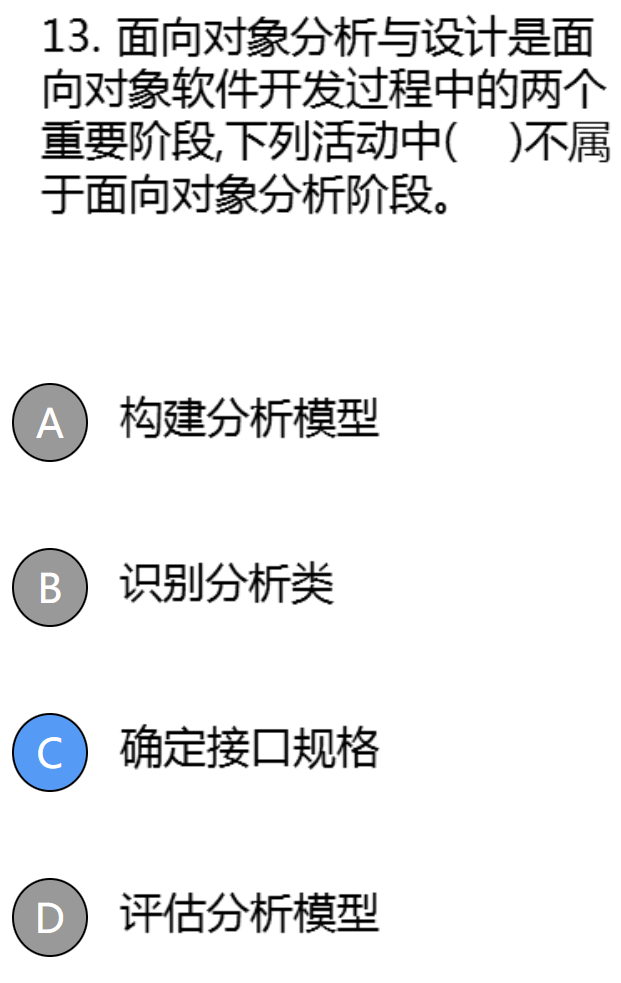 13. 面向对象分析与设计是面
向对象软件开发过程中的两个
重要阶段,下列活动中(    )不属
于面向对象分析阶段。
A 构建分析模型
B 识别分析类
C 确定接口规格
D 评估分析模型